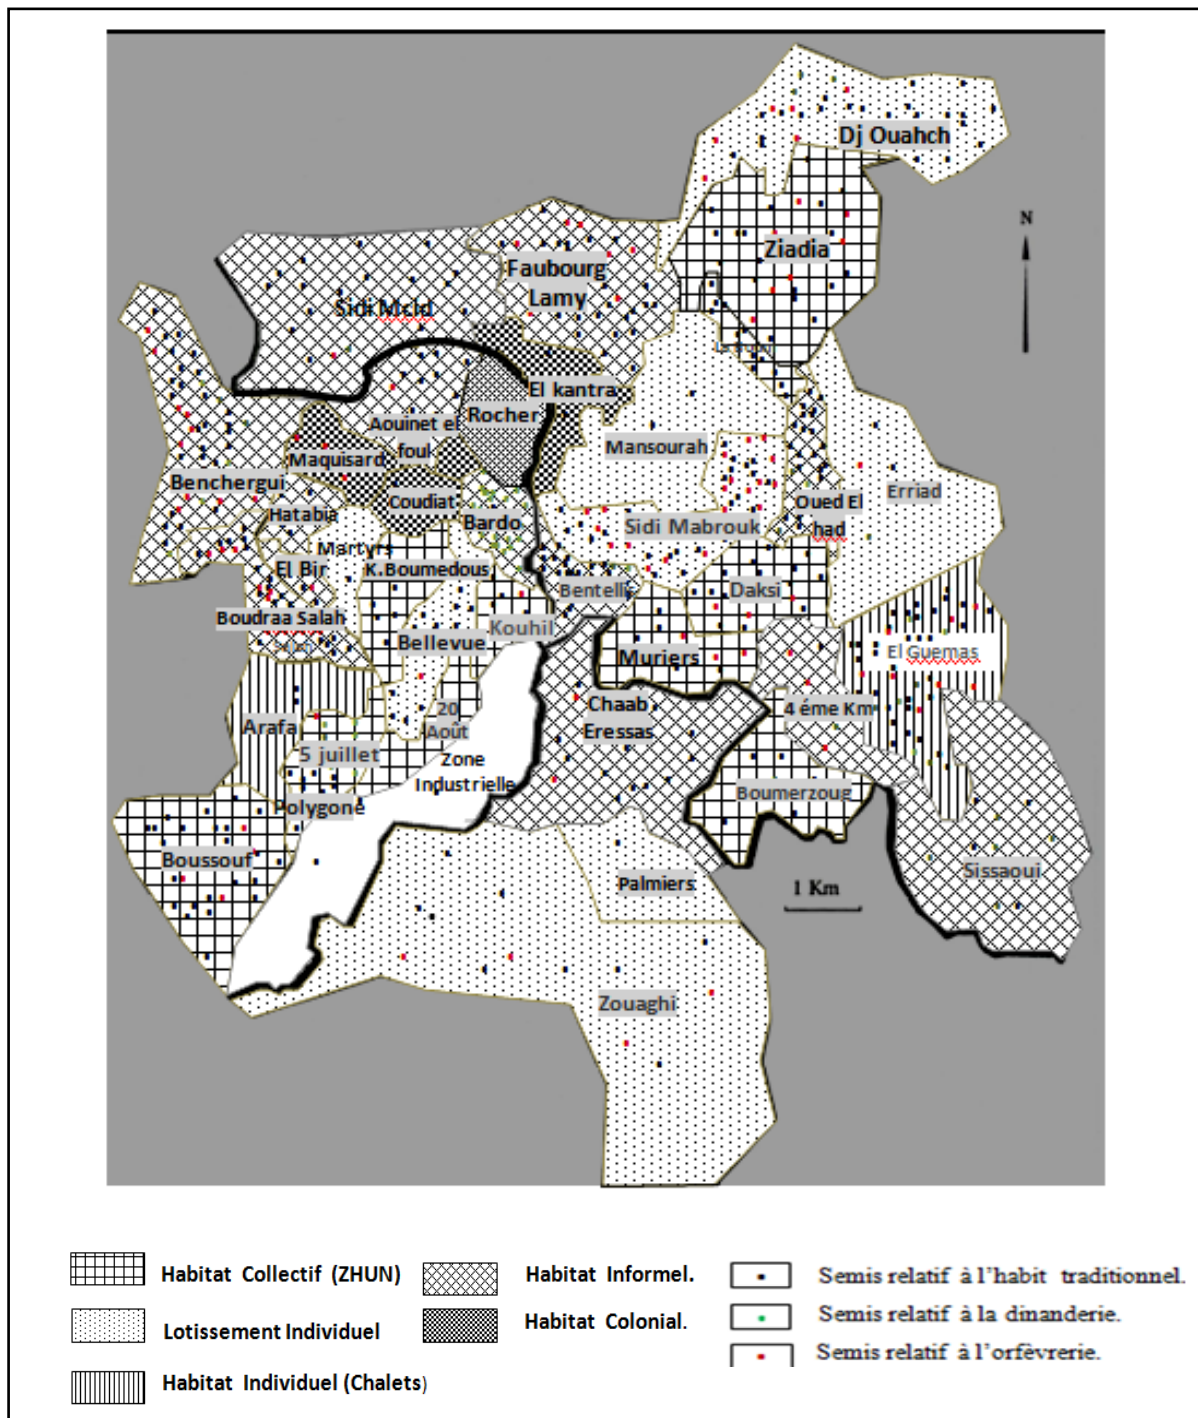 Dj Ouahch
N
Ziadia
Faubourg
Lamy
Sidi Mcid
El kantra
Rocher
Aouinet el
foul
Mansourah
Maquisard
Benchergui
Coudiat
Erriad
Oued El
had
Hatabia
Bardo
Sidi Mabrouk
Martyrs
El Bir
K.Boumedous
Bentellis
Daksi
Boudraa Salah
Kouhil
Bellevue
Muriers
El Guemas
Chaab
Eressas
4 éme Km
20
Août
Arafa
5 juillet
Zone
Industrielle
Polygone
Boumerzoug
Boussouf
Palmiers
1 Km
Sissaoui
Zouaghi
Habitat Collectif (ZHUN)
Habitat Informel.
Semis relatif à l'habit traditionnel.
Lotissement Individuel
Habitat Colonial.
Semis relatif à la dinanderie.
Semis relatif à l'orfèvrerie.
Habitat Individuel (Chalets)